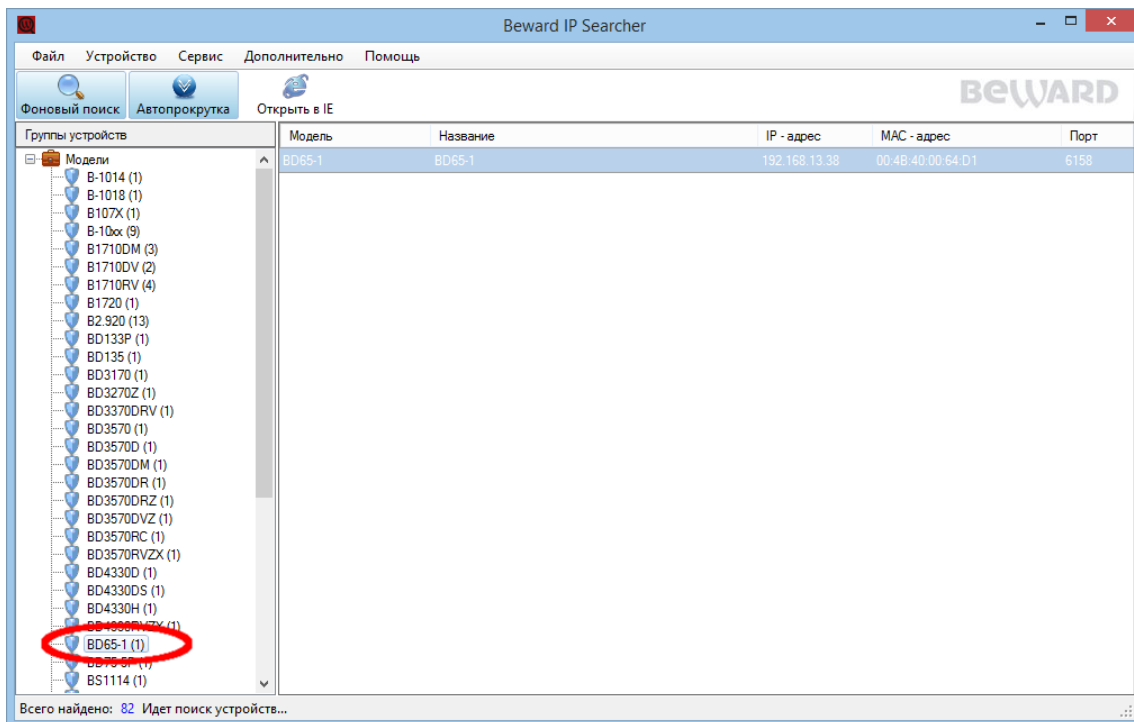 Beward IP Searcher
Файл Устройство Сервис Дополнительно Помощь
Фоновый поиск Автопрокрутка Открыть в IE BEWARD
Группы устройств Модель Название IP - адрес MAC - адрес Порт
Модели BD65-1 BD65-1 192.168.13.38 00:4B:40:00:64:D1 6158
B-1014 (1)
B-1018 (1)
B107X (1)
B-10xx (9)
B1710DM (3)
B1710DV (2)
B1710RV (4)
B1720 (1)
B2.920 (13)
BD133P (1)
BD135 (1)
BD3170 (1)
BD3270Z (1)
BD3370DRV (1)
BD3570 (1)
BD3570D (1)
BD3570DM (1)
BD3570DR (1)
BD3570DRZ (1)
BD3570DVZ (1)
BD3570RC (1)
BD3570RVZX (1)
BD4330D (1)
BD4330DS (1)
BD4330H (1)
BD4330RVZX (1)
BD65-1 (1)
BD75-5P (1)
BS1114 (1)
Всего найдено: 82 Идет поиск устройств...